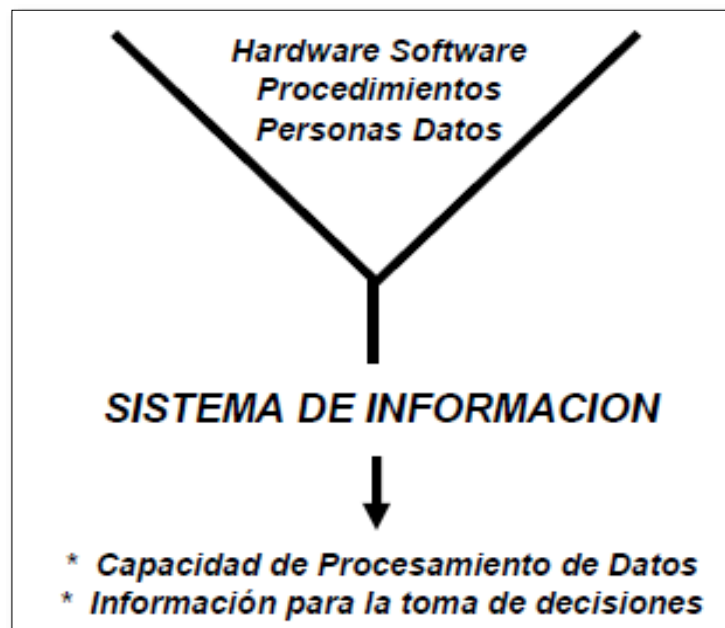 Hardware Software
Procedimientos
Personas Datos
SISTEMA DE INFORMACION
* Capacidad de Procesamiento de Datos
* Información para la toma de decisiones